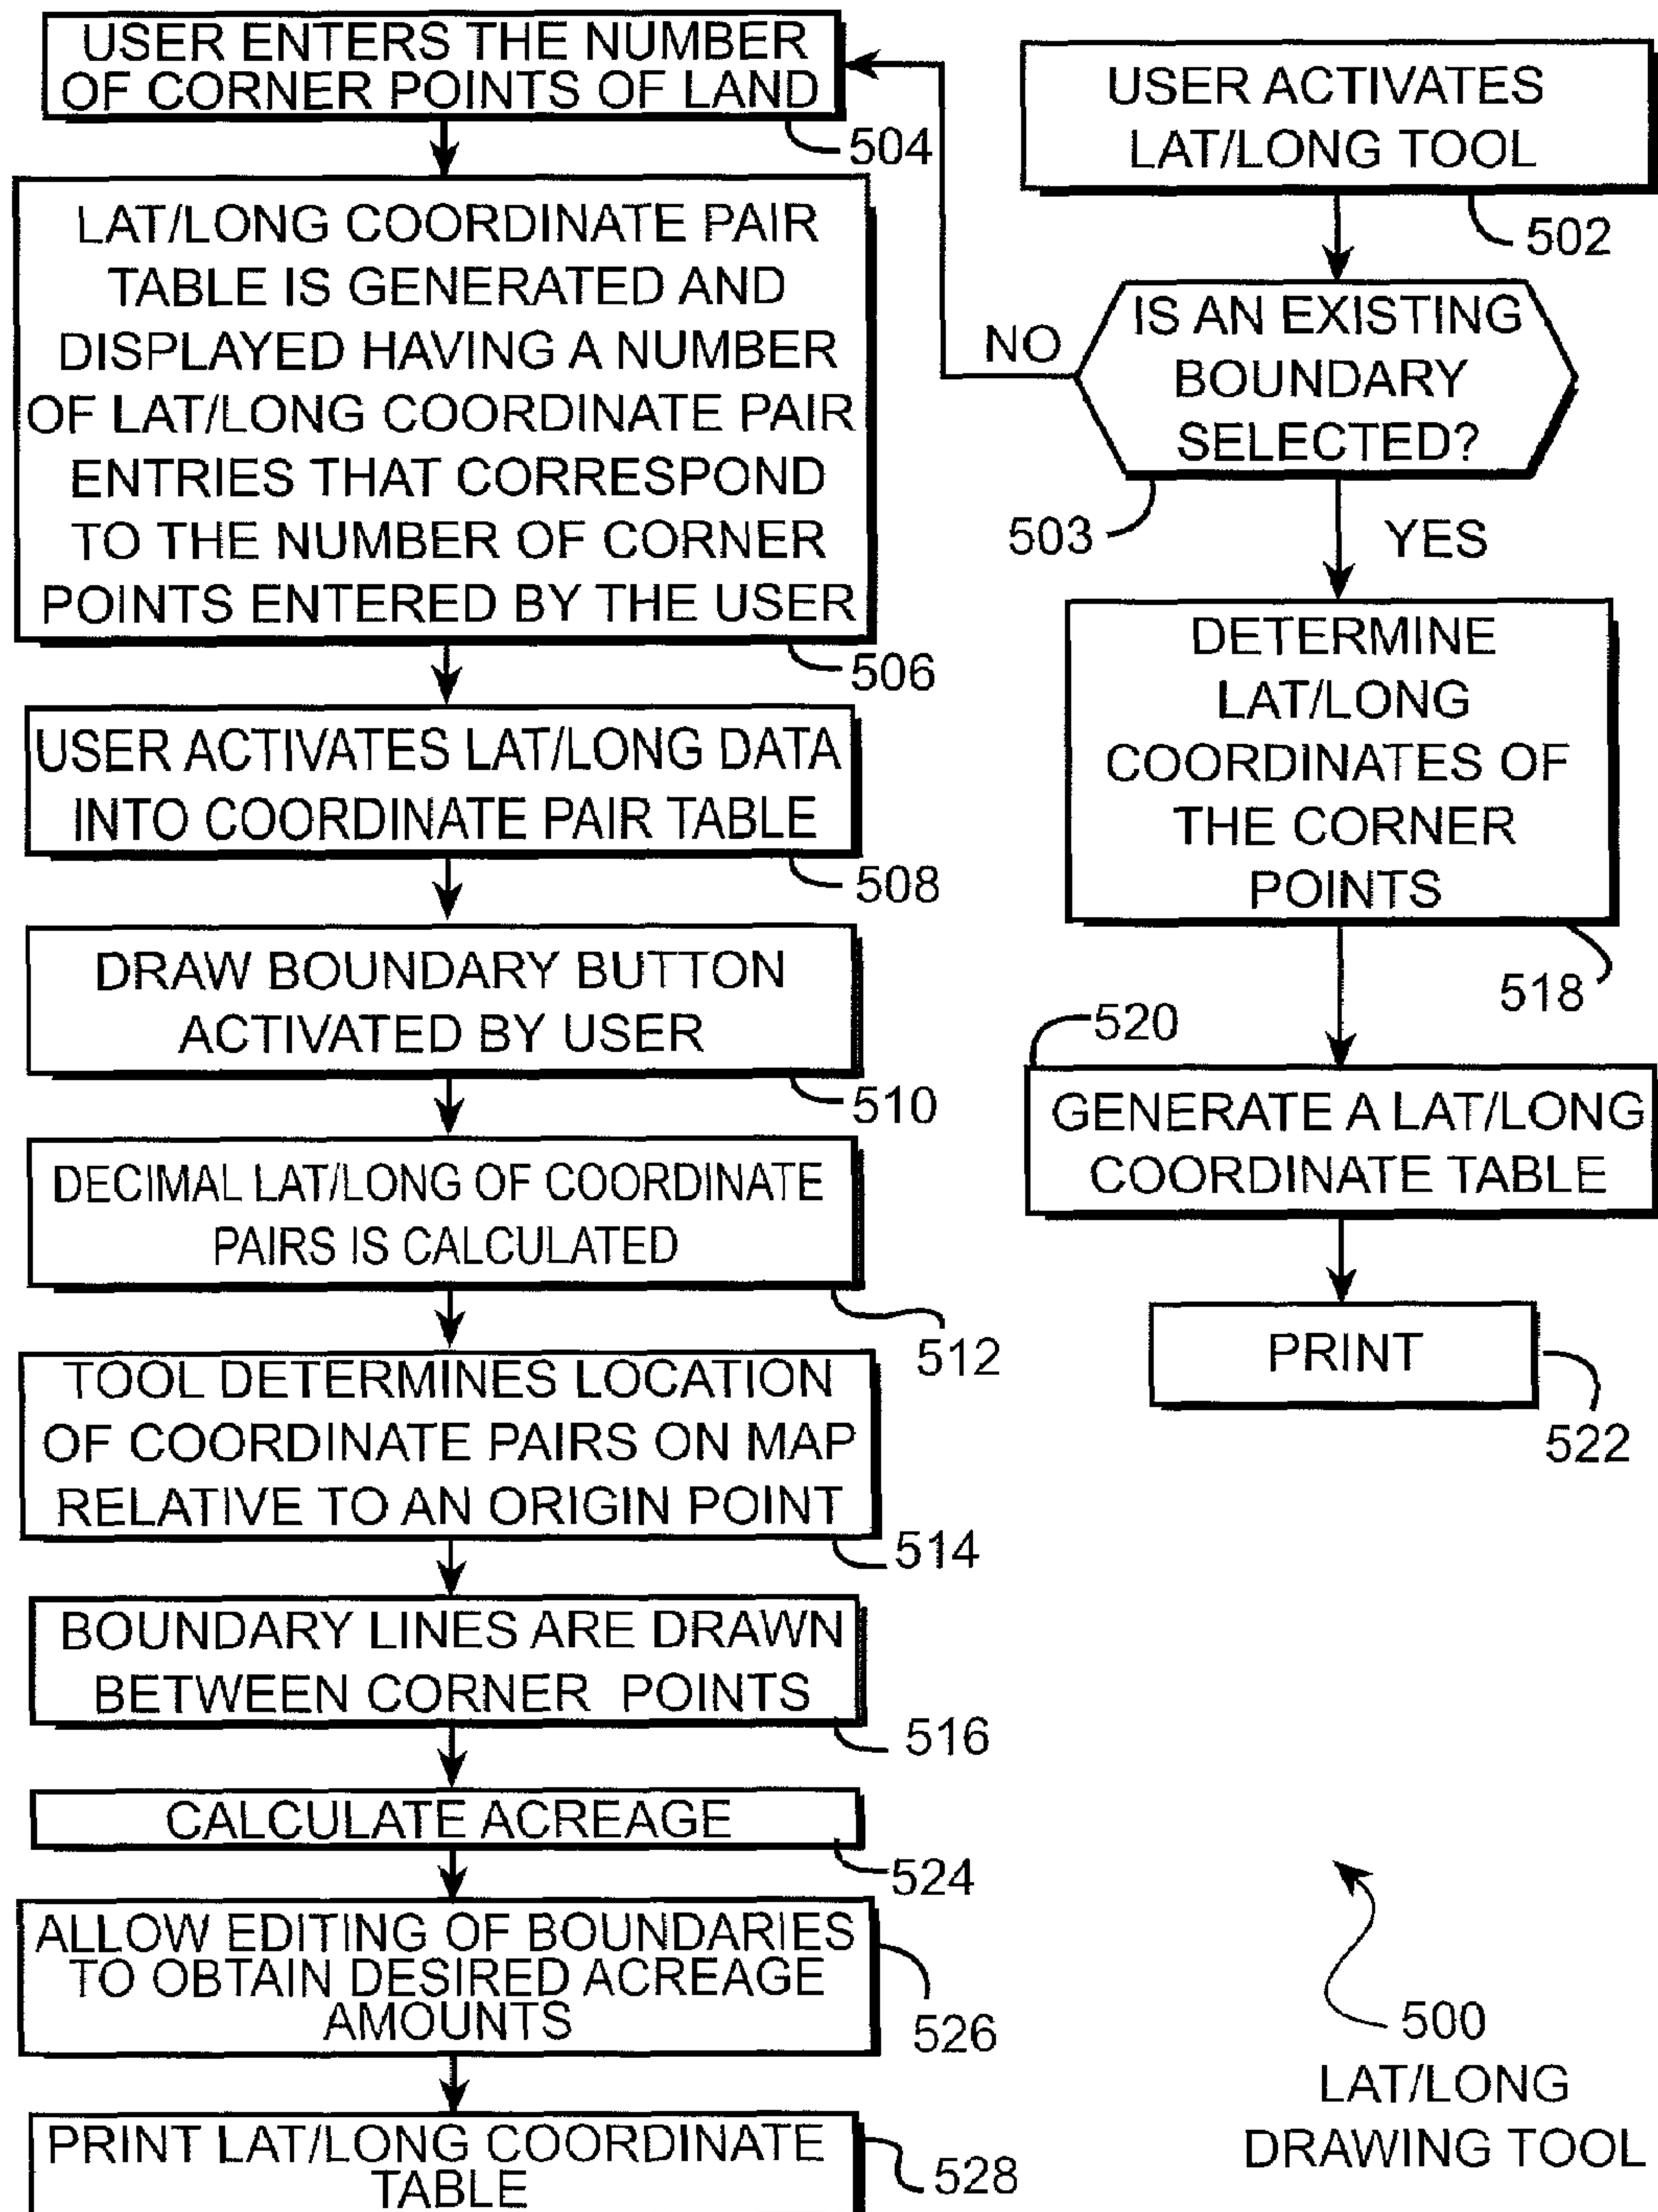 USER ACTIVATES
LAT/LONG TOOL
502
IS AN EXISTING
BOUNDARY
SELECTED?
503
NO
YES
USER ENTERS THE NUMBER
OF CORNER POINTS OF LAND
504
LAT/LONG COORDINATE PAIR
TABLE IS GENERATED AND
DISPLAYED HAVING A NUMBER
OF LAT/LONG COORDINATE PAIR
ENTRIES THAT CORRESPOND
TO THE NUMBER OF CORNER
POINTS ENTERED BY THE USER
506
USER ACTIVATES LAT/LONG DATA
INTO COORDINATE PAIR TABLE
508
DRAW BOUNDARY BUTTON
ACTIVATED BY USER
510
DECIMAL LAT/LONG OF COORDINATE
PAIRS IS CALCULATED
512
TOOL DETERMINES LOCATION
OF COORDINATE PAIRS ON MAP
RELATIVE TO AN ORIGIN POINT
514
BOUNDARY LINES ARE DRAWN
BETWEEN CORNER POINTS
516
CALCULATE ACREAGE
524
ALLOW EDITING OF BOUNDARIES
TO OBTAIN DESIRED ACREAGE
AMOUNTS
526
PRINT LAT/LONG COORDINATE
TABLE
528
DETERMINE
LAT/LONG
COORDINATES OF
THE CORNER
POINTS
518
520
GENERATE A LAT/LONG
COORDINATE TABLE
PRINT
522
500
LAT/LONG
DRAWING TOOL